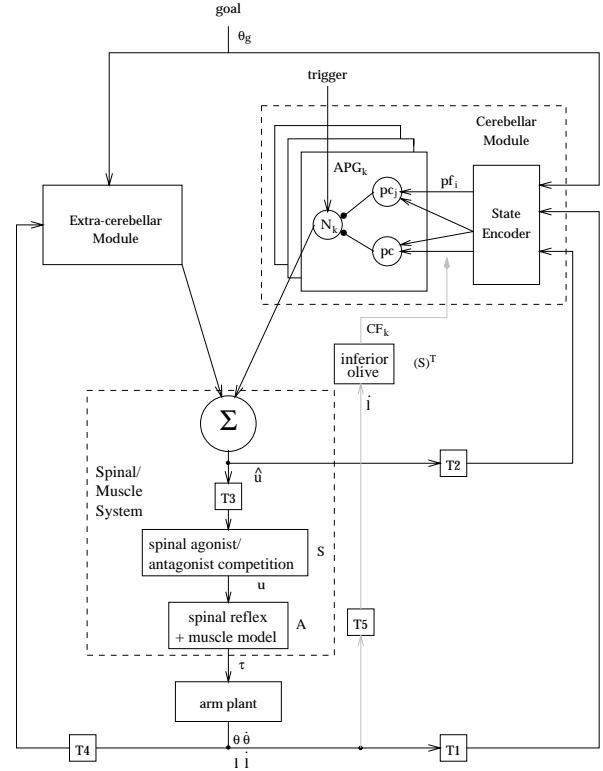 goal
θg
trigger
Cerebellar
Module
APGk
pfi
pcj
Nk
pc
State
Encoder
Extra-cerebellar
Module
CFk
inferior
olive
(S)T
l̇
Σ
T2
û
T3
Spinal/
Muscle
System
spinal agonist/
antagonist competition
S
u
spinal reflex
+ muscle model
A
T5
τ
arm plant
θ θ̇
T4
T1
l l̇